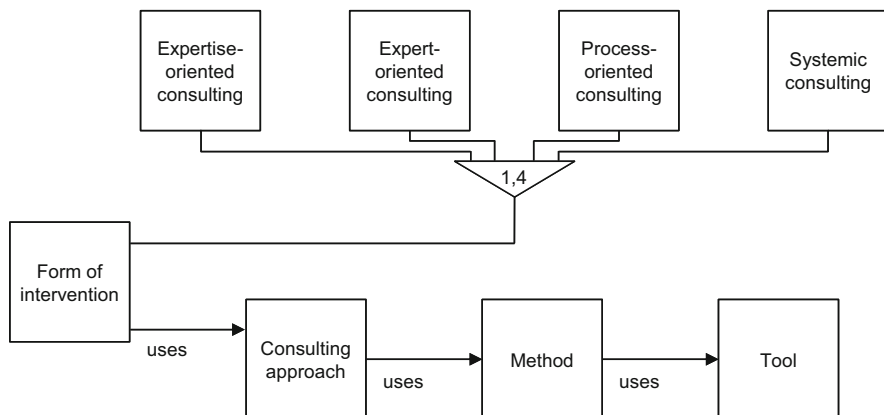 Expertise-
oriented
consulting
Expert-
oriented
consulting
Process-
oriented
consulting
Systemic
consulting
1,4
Form of
intervention
uses
Consulting
approach
uses
Method
uses
Tool